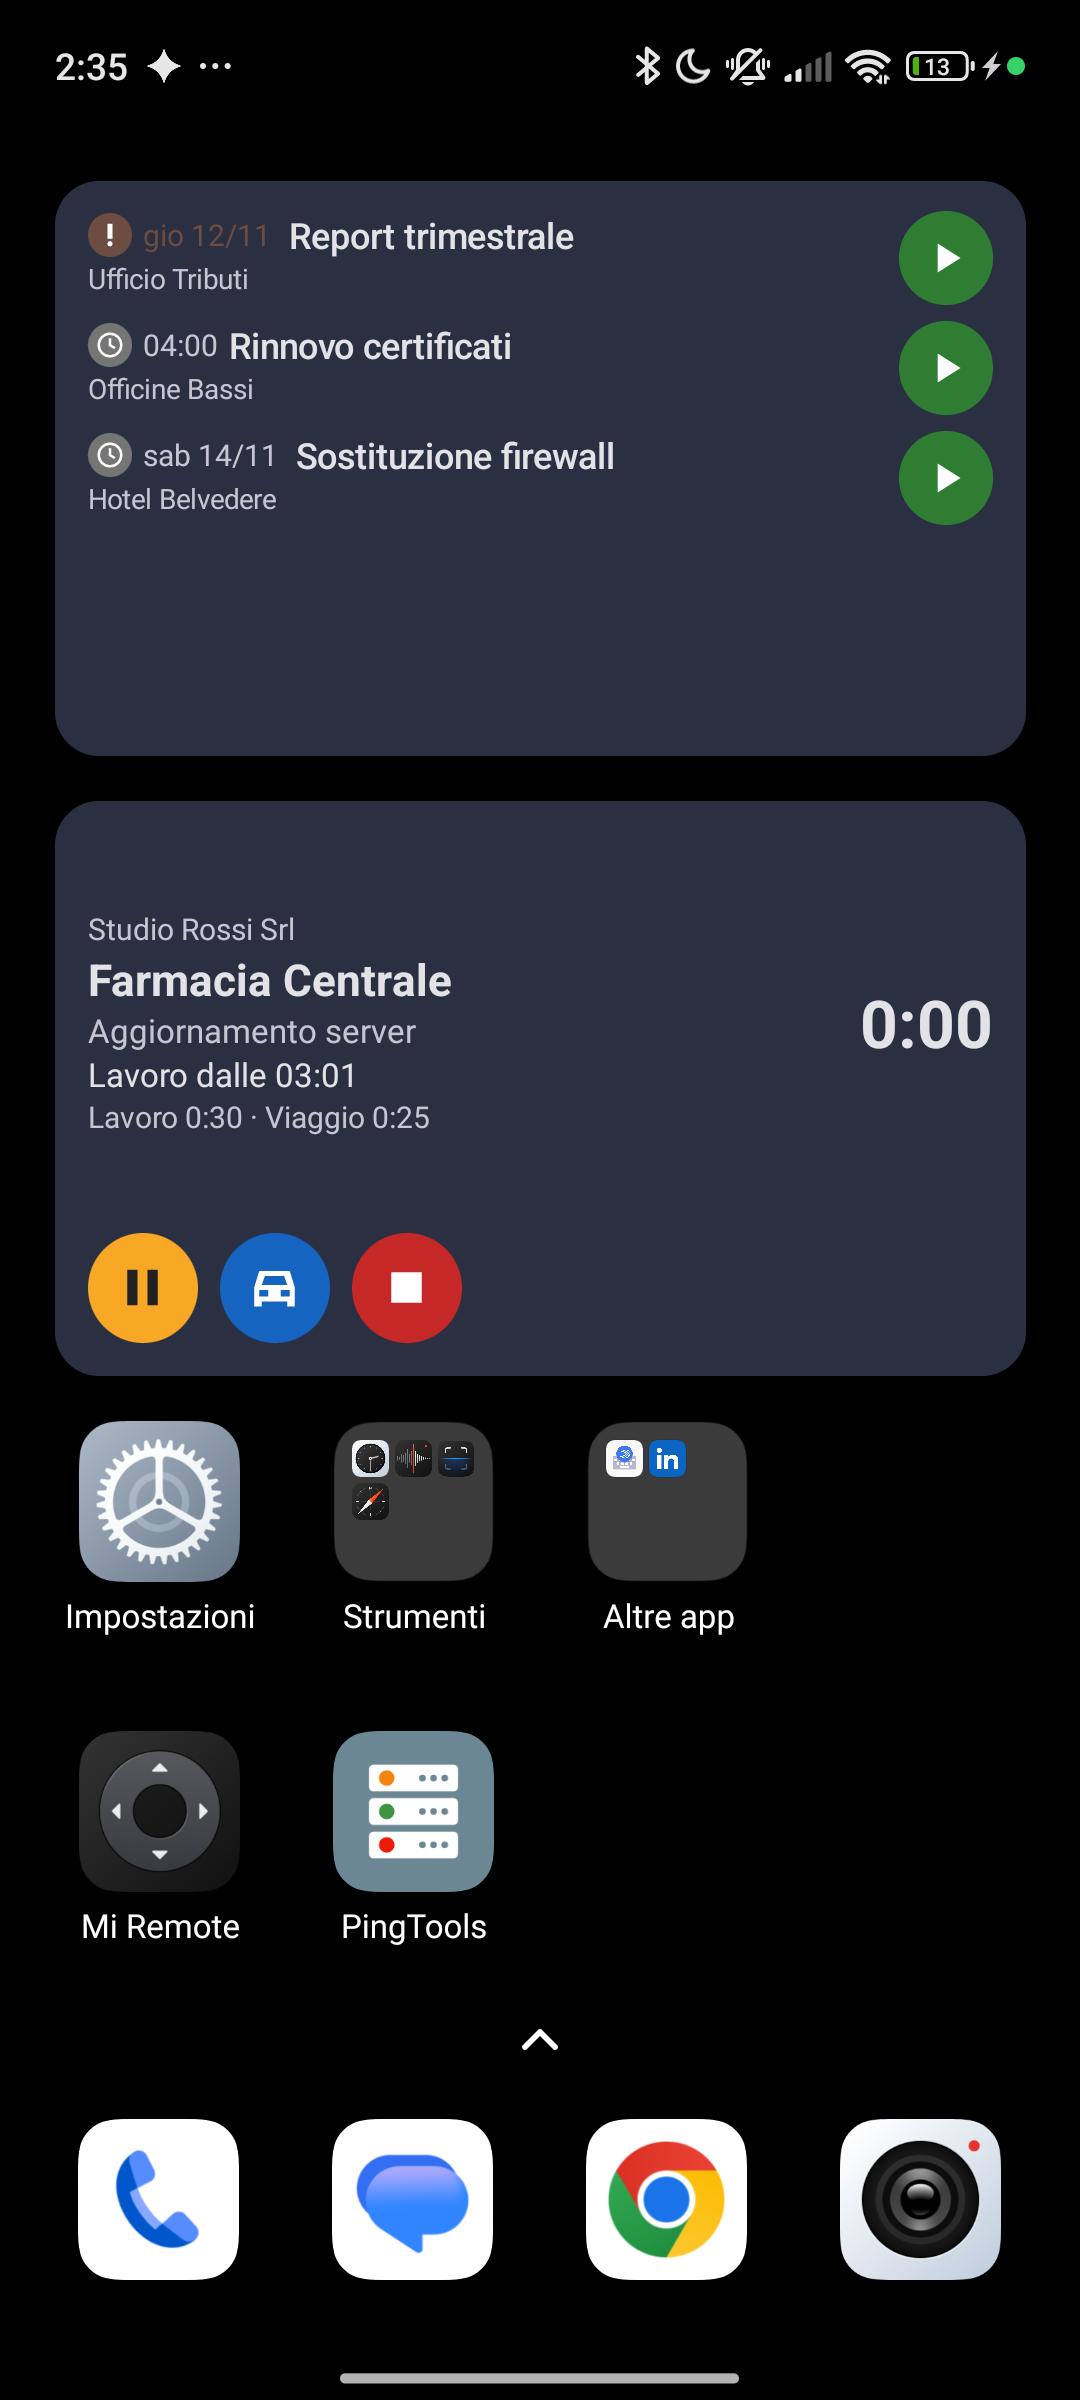 2:35
13
gio 12/11 Report trimestrale
Ufficio Tributi
04:00 Rinnovo certificati
Officine Bassi
sab 14/11 Sostituzione firewall
Hotel Belvedere
Studio Rossi Srl
Farmacia Centrale
Aggiornamento server
0:00
Lavoro dalle 03:01
Lavoro 0:30 · Viaggio 0:25
in
Impostazioni
Strumenti
Altre app
Mi Remote
PingTools